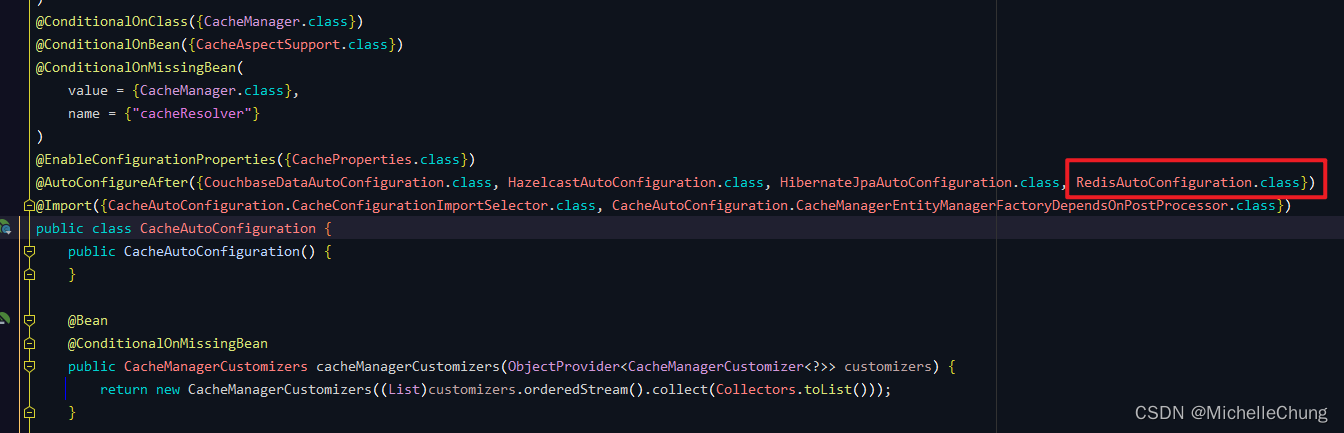 )
@ConditionalOnClass({CacheManager.class})
@ConditionalOnBean({CacheAspectSupport.class})
@ConditionalOnMissingBean(
    value = {CacheManager.class},
    name = {"cacheResolver"}
)
@EnableConfigurationProperties({CacheProperties.class})
@AutoConfigureAfter({CouchbaseDataAutoConfiguration.class, HazelcastAutoConfiguration.class, HibernateJpaAutoConfiguration.class, RedisAutoConfiguration.class})
@Import({CacheAutoConfiguration.CacheConfigurationImportSelector.class, CacheAutoConfiguration.CacheManagerEntityManagerFactoryDependsOnPostProcessor.class})
public class CacheAutoConfiguration {
    public CacheAutoConfiguration() {
    }
    @Bean
    @ConditionalOnMissingBean
    public CacheManagerCustomizers cacheManagerCustomizers(ObjectProvider<CacheManagerCustomizer<?>> customizers) {
        return new CacheManagerCustomizers((List)customizers.orderedStream().collect(Collectors.toList()));
    }
CSDN @MichelleChung